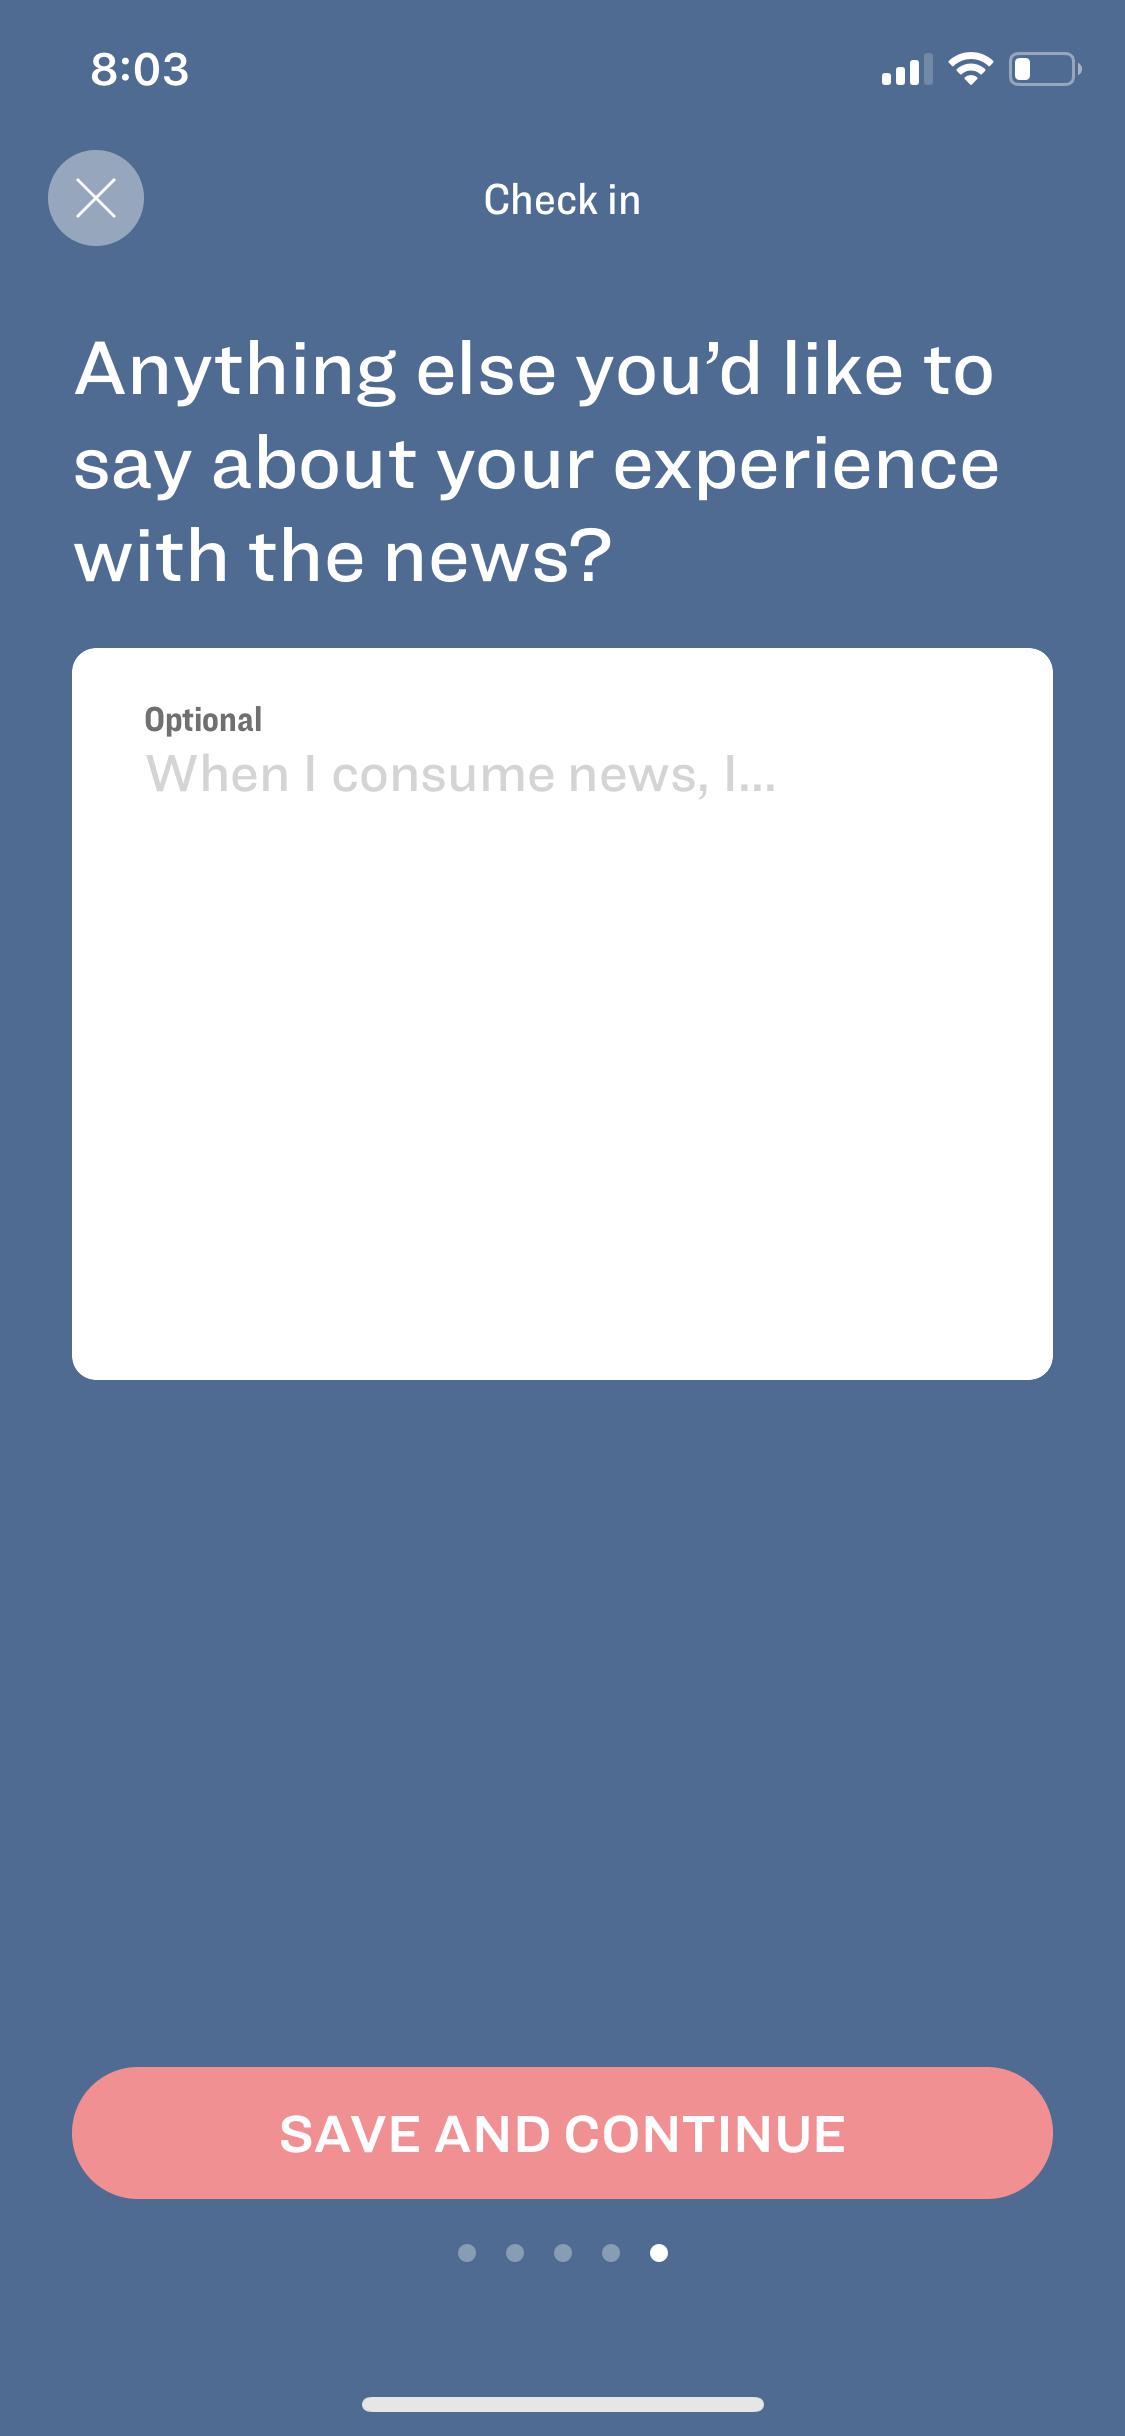 8:03
Check in
Anything else you’d like to
say about your experience
with the news?
Optional
When I consume news, I...
SAVE AND CONTINUE